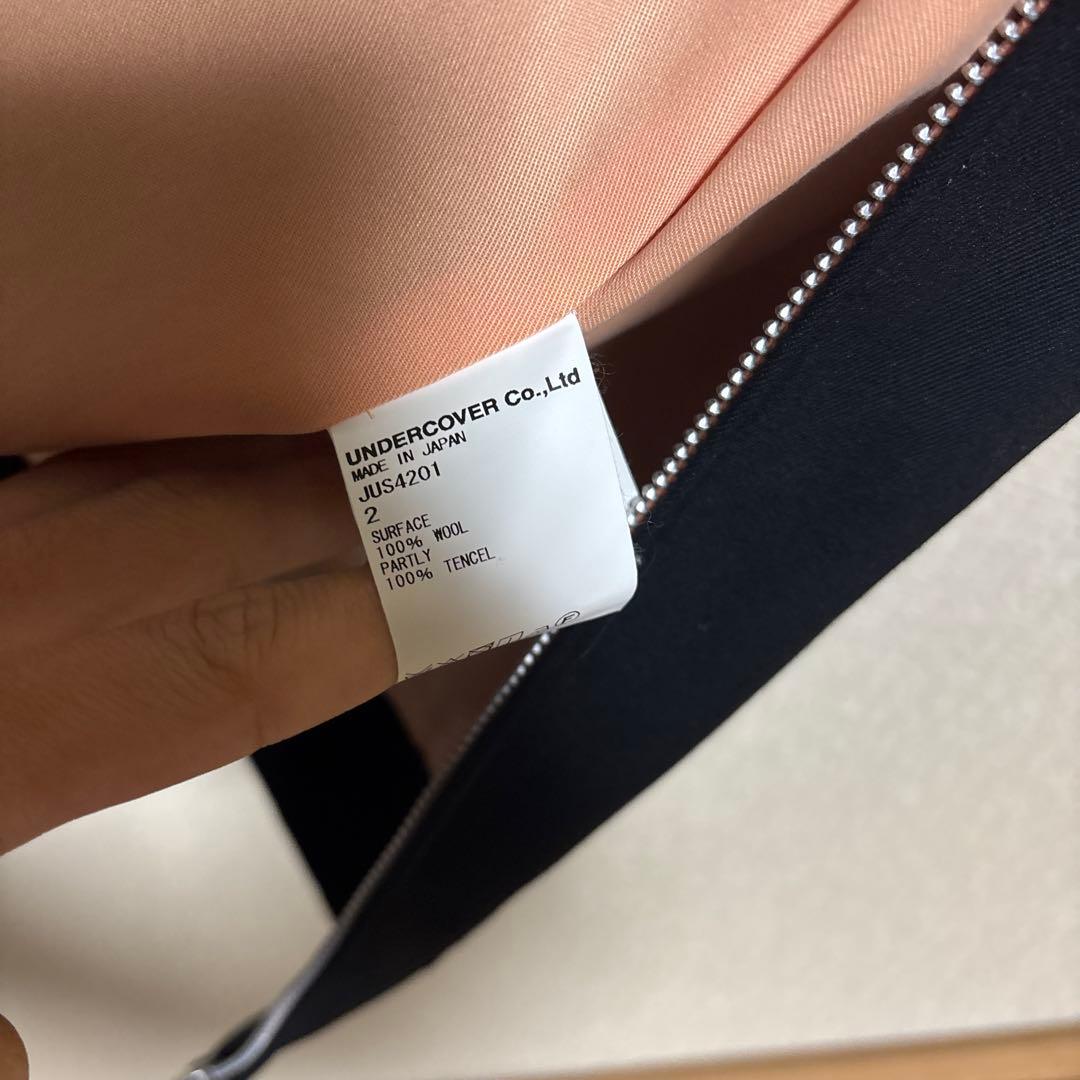 UNDERCOVER Co.,Ltd
MADE IN JAPAN
JUS4201
2
SURFACE
100% WOOL
PARTLY
100% TENCEL